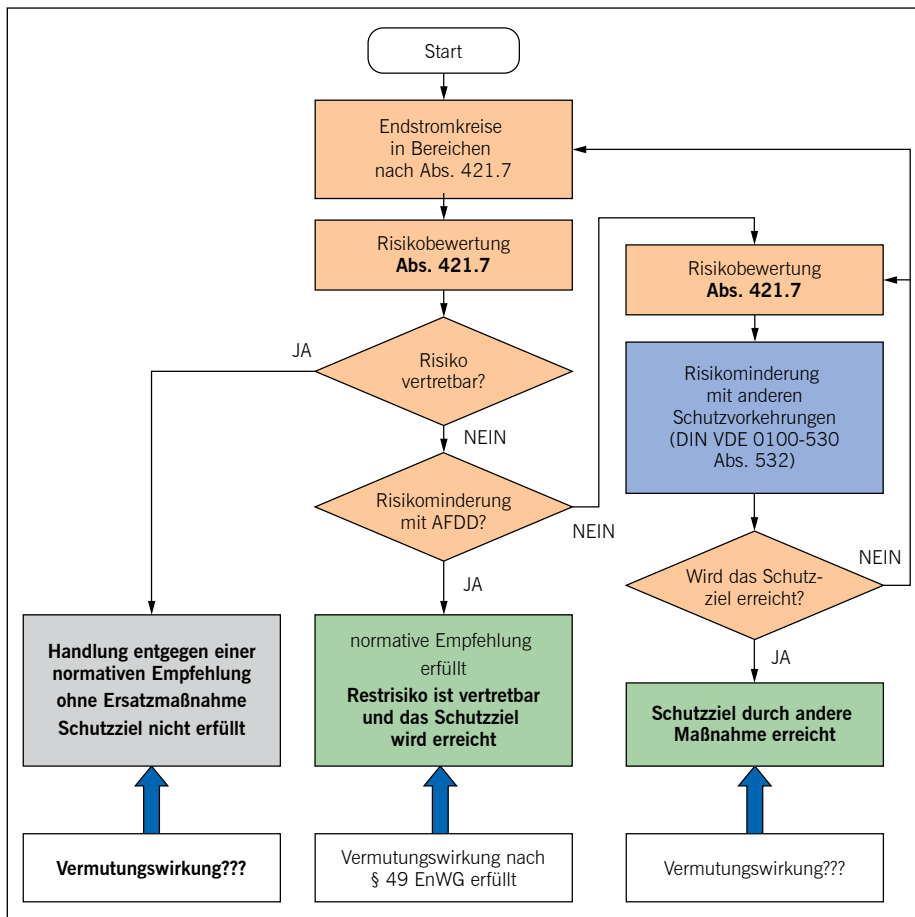 Start
Endstromkreise
in Bereichen
nach Abs. 421.7
Risikobewertung
Abs. 421.7
Risikobewertung
Abs. 421.7
JA
Risiko
vertretbar?
Risikominderung
mit anderen
Schutzvorkehrungen
(DIN VDE 0100-530
Abs. 532)
NEIN
Risikominderung
mit AFDD?
NEIN
NEIN
Wird das Schutz-
ziel erreicht?
JA
JA
Handlung entgegen einer
normativen Empfehlung
ohne Ersatzmaßnahme
Schutzziel nicht erfüllt
normative Empfehlung
erfüllt
Restrisiko ist vertretbar
und das Schutzziel
wird erreicht
Schutzziel durch andere
Maßnahme erreicht
Vermutungswirkung???
Vermutungswirkung nach
§ 49 EnWG erfüllt
Vermutungswirkung???